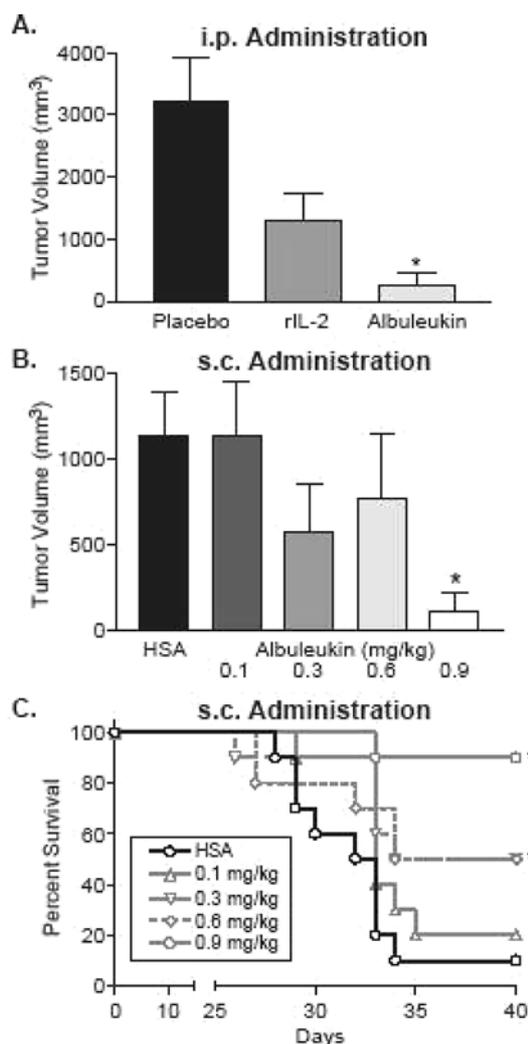 A.
i.p. Administration
Tumor Volume (mm³)
4000
3000
2000
1000
0
*
Placebo rIL-2 Albuleukin
B.
s.c. Administration
Tumor Volume (mm³)
1500
1000
500
0
*
HSA Albuleukin (mg/kg)
0.1 0.3 0.6 0.9
C.
s.c. Administration
Percent Survival
100
80
60
40
20
0
HSA
0.1 mg/kg
0.3 mg/kg
0.6 mg/kg
0.9 mg/kg
0 10 25 30 35 40
Days